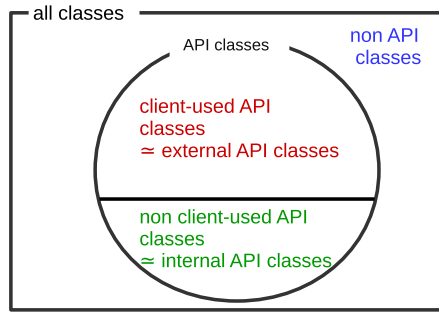 all classes
non API
classes
API classes
client-used API
classes
≃ external API classes
non client-used API
classes
≃ internal API classes